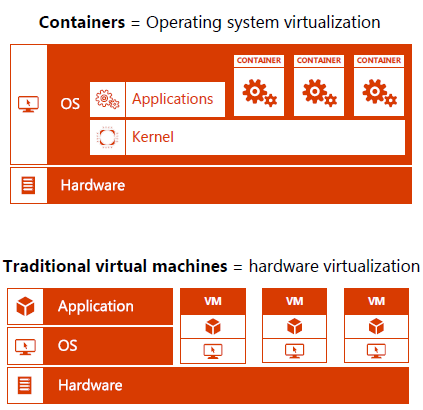 Containers = Operating system virtualization
CONTAINER CONTAINER CONTAINER
OS Applications
Kernel
Hardware
Traditional virtual machines = hardware virtualization
Application VM VM VM
OS
Hardware